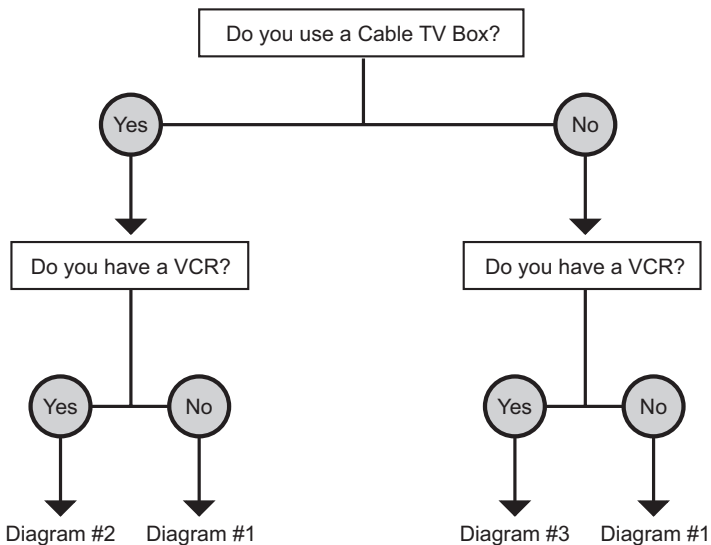 Do you use a Cable TV Box?
Yes
No
Do you have a VCR?
Do you have a VCR?
Yes
No
Yes
No
Diagram #2
Diagram #1
Diagram #3
Diagram #1